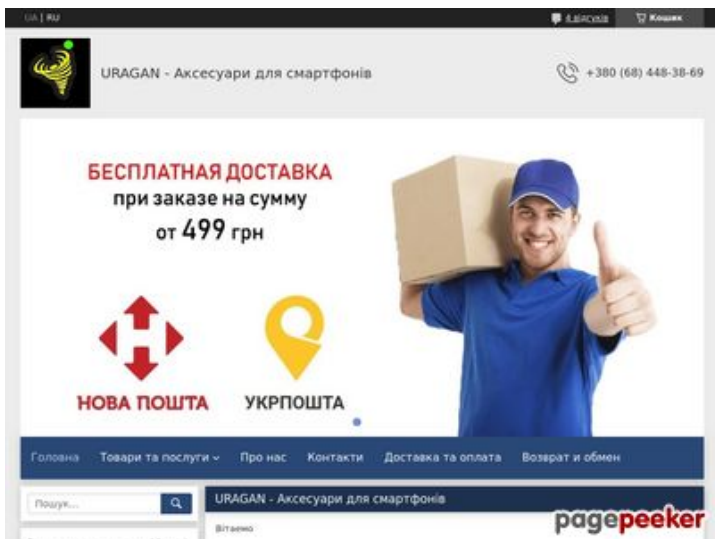 UA | RU
4 відгуків
Кошик
URAGAN - Аксесуари для смартфонів
+380 (68) 448-38-69
БЕСПЛАТНАЯ ДОСТАВКА
при заказе на сумму
от 499 грн
НОВА ПОШТА
УКРПОШТА
Головна Товари та послуги Про нас Контакти Доставка та оплата Возврат и обмен
Пошук...
URAGAN - Аксесуари для смартфонів
Вітаємо
pagepeeker